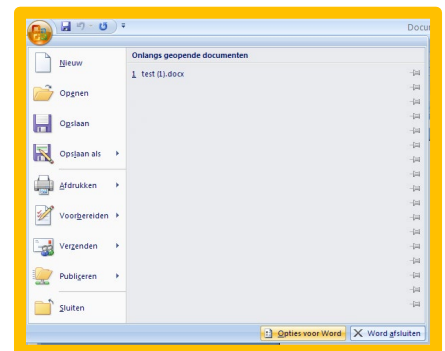 Docu
Onlangs geopende documenten
1 test (1).docx
Nieuw
Openen
Opslaan
Opslaan als
Afdrukken
Voorbereiden
Verzenden
Publiceren
Sluiten
Opties voor Word
Word afsluiten